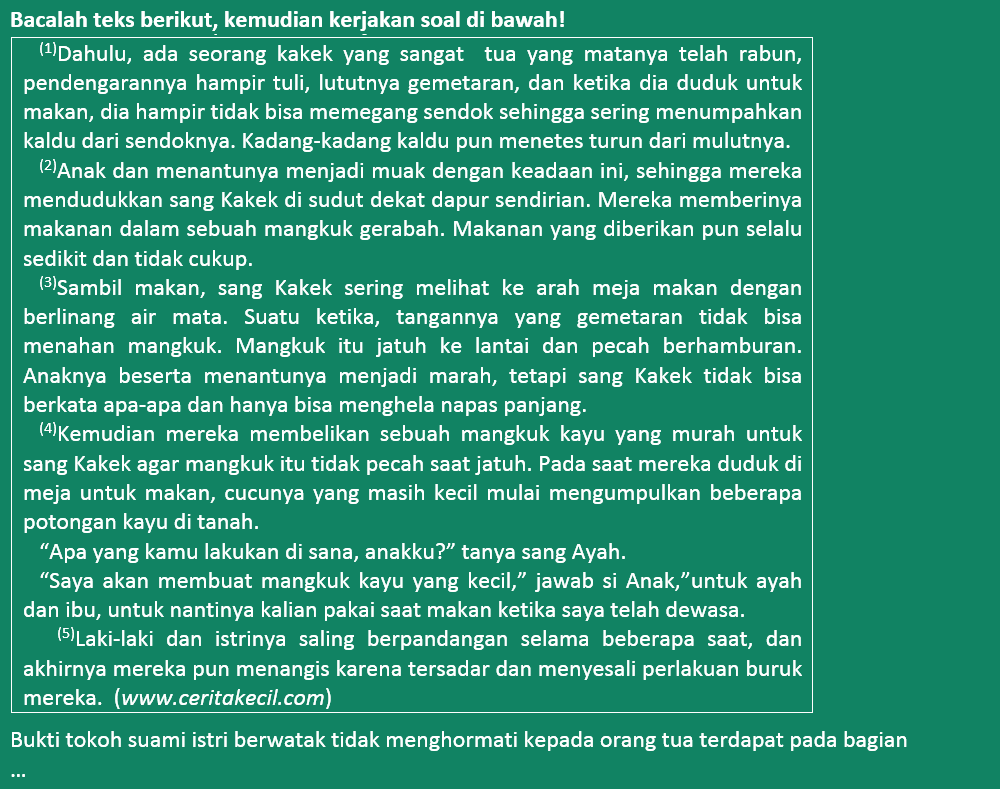 Bacalah teks berikut, kemudian kerjakan soal di bawah!
(1)Dahulu, ada seorang kakek yang sangat tua yang matanya telah rabun,
pendengarannya hampir tuli, lututnya gemetaran, dan ketika dia duduk untuk
makan, dia hampir tidak bisa memegang sendok sehingga sering menumpahkan
kaldu dari sendoknya. Kadang-kadang kaldu pun menetes turun dari mulutnya.
(2)Anak dan menantunya menjadi muak dengan keadaan ini, sehingga mereka
mendudukkan sang Kakek di sudut dekat dapur sendirian. Mereka memberinya
makanan dalam sebuah mangkuk gerabah. Makanan yang diberikan pun selalu
sedikit dan tidak cukup.
(3)Sambil makan, sang Kakek sering melihat ke arah meja makan dengan
berlinang air mata. Suatu ketika, tangannya yang gemetaran tidak bisa
menahan mangkuk. Mangkuk itu jatuh ke lantai dan pecah berhamburan.
Anaknya beserta menantunya menjadi marah, tetapi sang Kakek tidak bisa
berkata apa-apa dan hanya bisa menghela napas panjang.
(4)Kemudian mereka membelikan sebuah mangkuk kayu yang murah untuk
sang Kakek agar mangkuk itu tidak pecah saat jatuh. Pada saat mereka duduk di
meja untuk makan, cucunya yang masih kecil mulai mengumpulkan beberapa
potongan kayu di tanah.
“Apa yang kamu lakukan di sana, anakku?” tanya sang Ayah.
“Saya akan membuat mangkuk kayu yang kecil,” jawab si Anak,”untuk ayah
dan ibu, untuk nantinya kalian pakai saat makan ketika saya telah dewasa.
(5)Laki-laki dan istrinya saling berpandangan selama beberapa saat, dan
akhirnya mereka pun menangis karena tersadar dan menyesali perlakuan buruk
mereka. (www.ceritakecil.com)
Bukti tokoh suami istri berwatak tidak menghormati kepada orang tua terdapat pada bagian
...